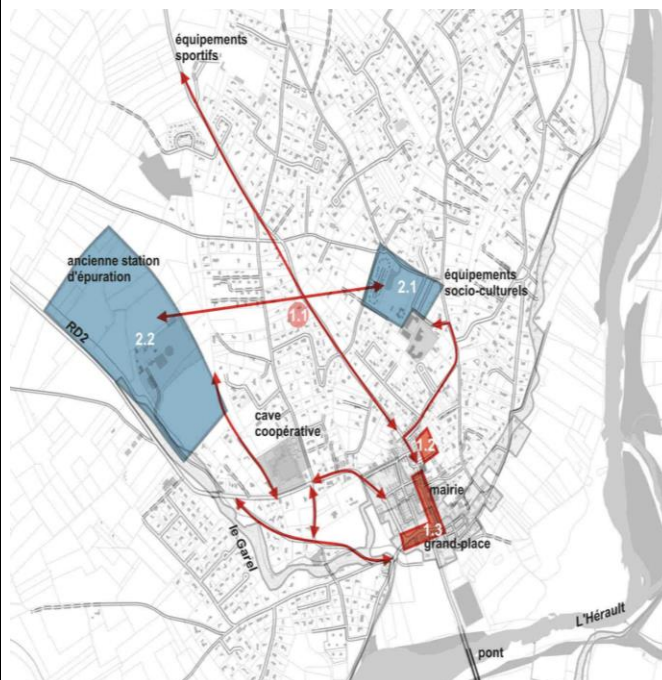 équipements
sportifs
ancienne station
d'épuration
2.1
équipements
socio-culturels
RD2
1.1
2.2
cave
coopérative
1.2
mairie
1.3
grand-place
le Garel
L'Hérault
pont